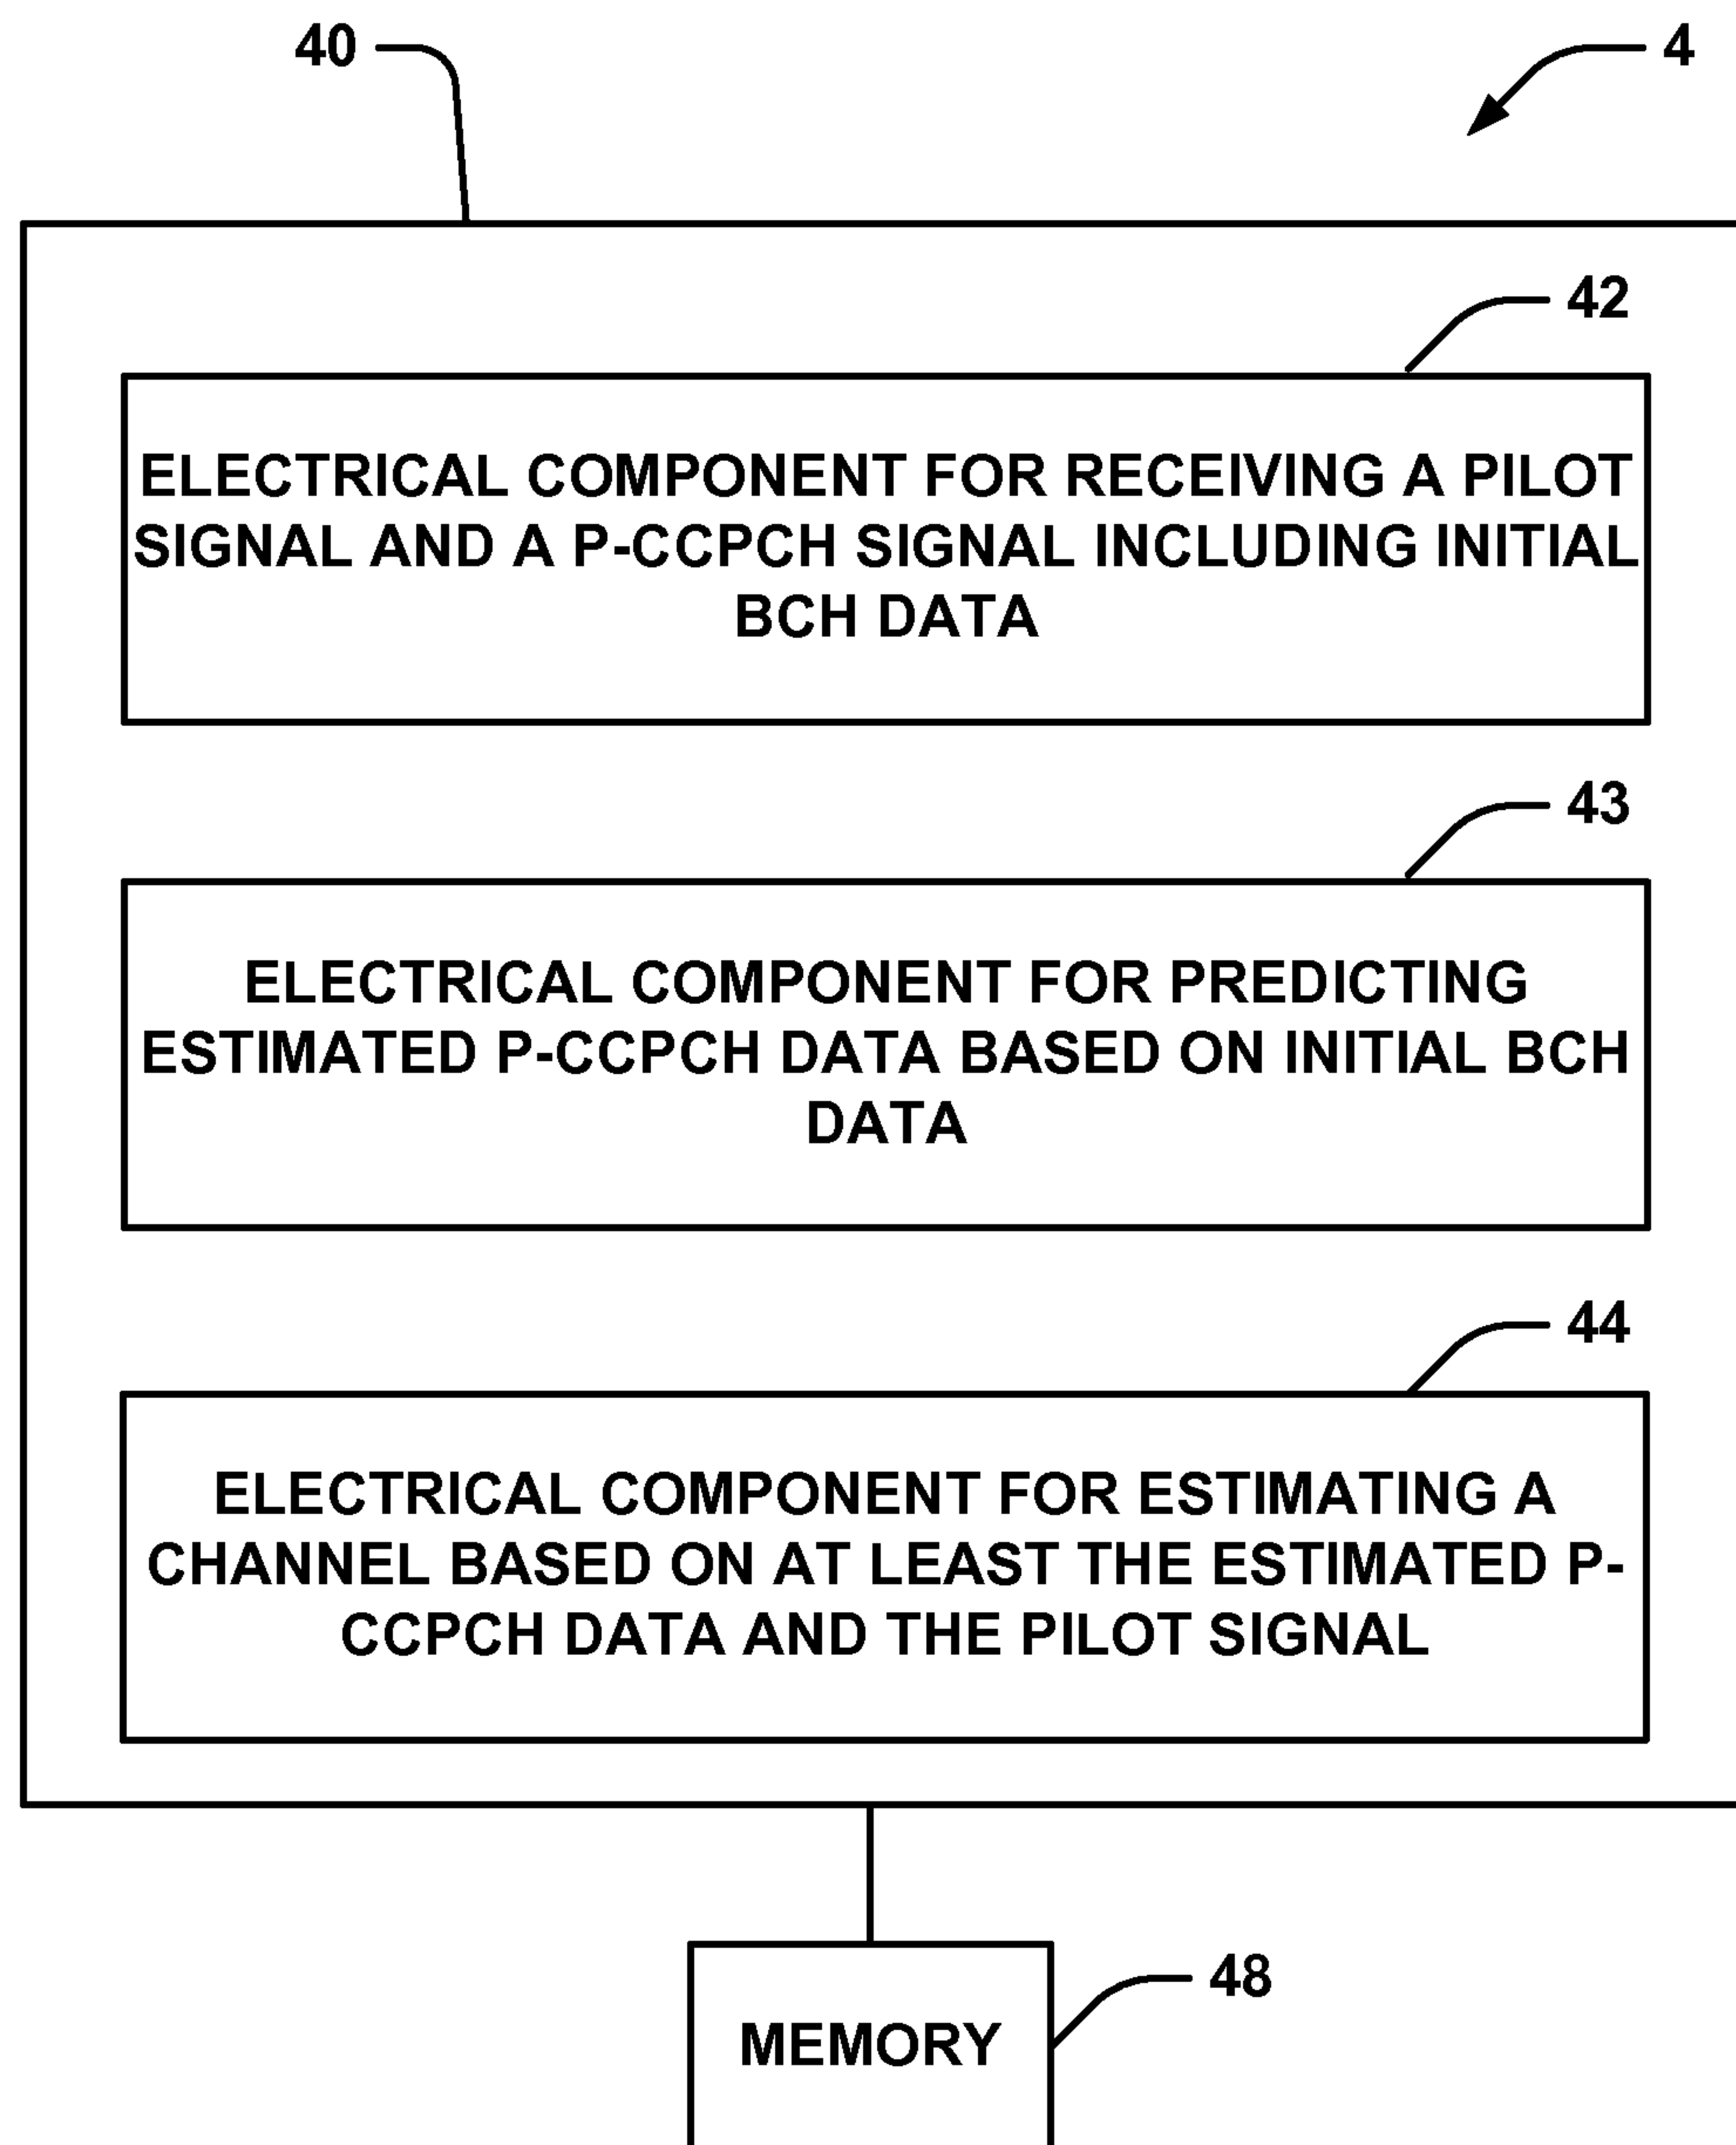 40
4
42
ELECTRICAL COMPONENT FOR RECEIVING A PILOT
SIGNAL AND A P-CCPCH SIGNAL INCLUDING INITIAL
BCH DATA
43
ELECTRICAL COMPONENT FOR PREDICTING
ESTIMATED P-CCPCH DATA BASED ON INITIAL BCH
DATA
44
ELECTRICAL COMPONENT FOR ESTIMATING A
CHANNEL BASED ON AT LEAST THE ESTIMATED P-
CCPCH DATA AND THE PILOT SIGNAL
48
MEMORY